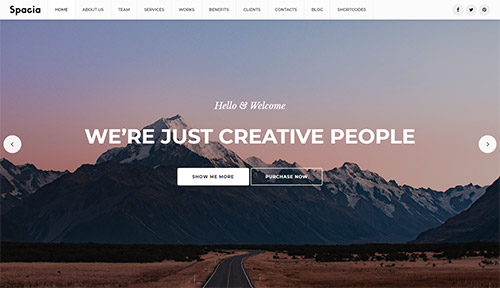 Spacia HOME ABOUT US TEAM SERVICES WORKS BENEFITS CLIENTS CONTACTS BLOG SHORTCODES
Hello & Welcome
WE'RE JUST CREATIVE PEOPLE
SHOW ME MORE PURCHASE NOW